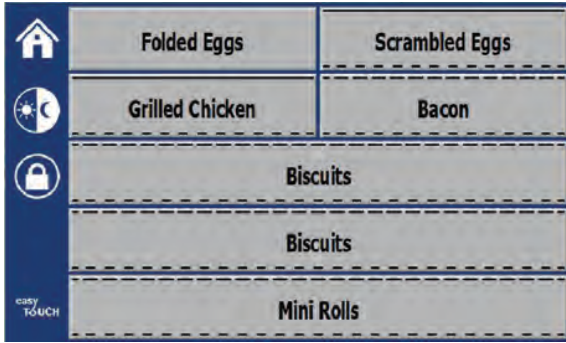 Folded Eggs
Scrambled Eggs
Grilled Chicken
Bacon
Biscuits
Biscuits
easy
TOUCH
Mini Rolls